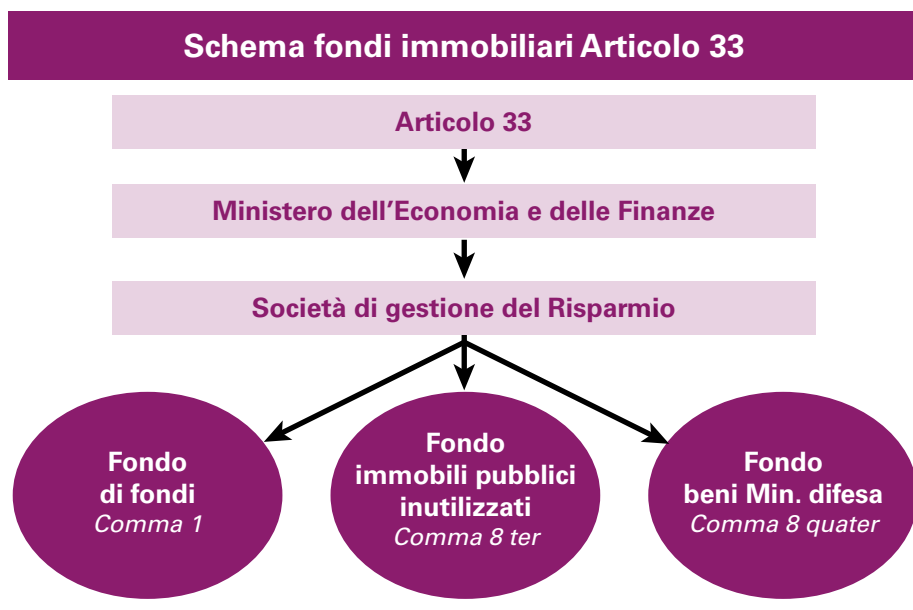 Schema fondi immobiliari Articolo 33
Articolo 33
Ministero dell'Economia e delle Finanze
Società di gestione del Risparmio
Fondo
di fondi
Comma 1
Fondo
immobili pubblici
inutilizzati
Comma 8 ter
Fondo
beni Min. difesa
Comma 8 quater